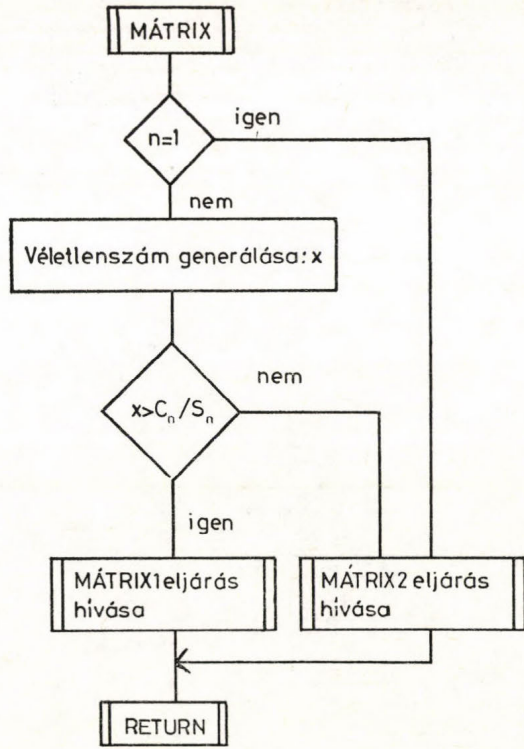 MÁTRIX
n=1
igen
nem
Véletlenszám generálása: x
x>Cₙ/Sₙ
nem
igen
MÁTRIX1 eljárás
hívása
MÁTRIX2 eljárás
hívása
RETURN